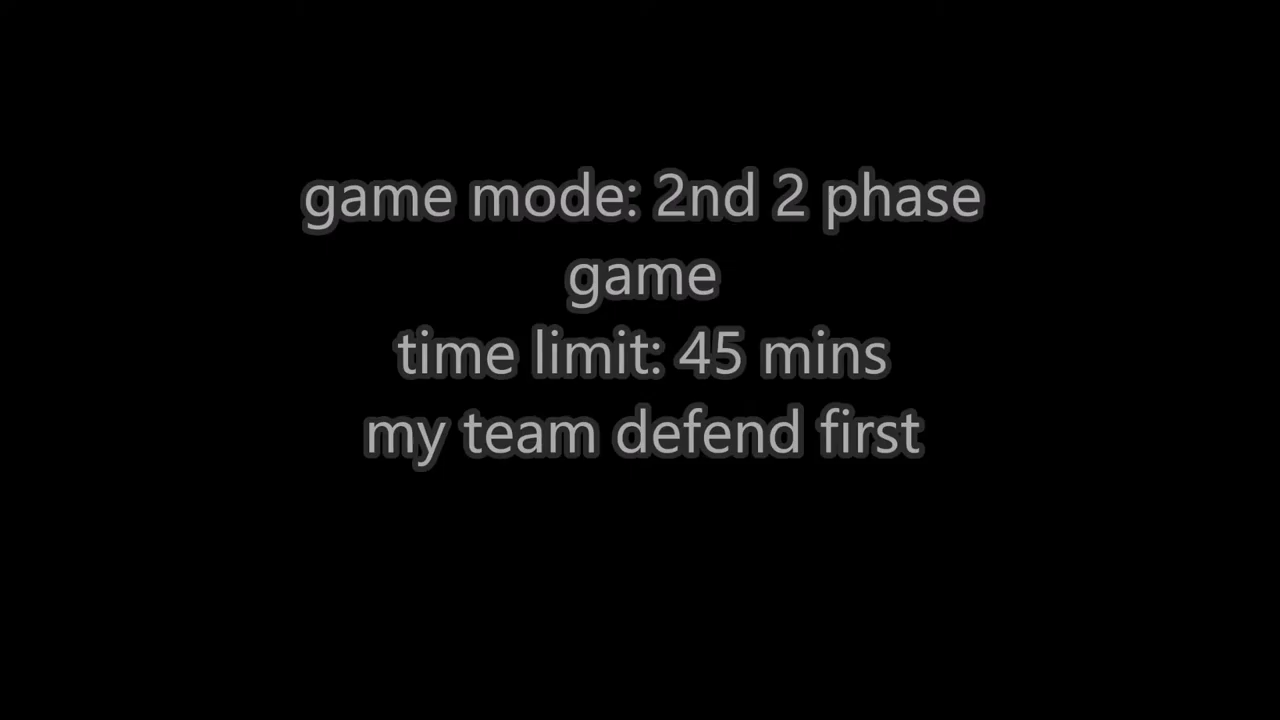 game mode: 2nd 2 phase
game
time limit: 45 mins
my team defend first